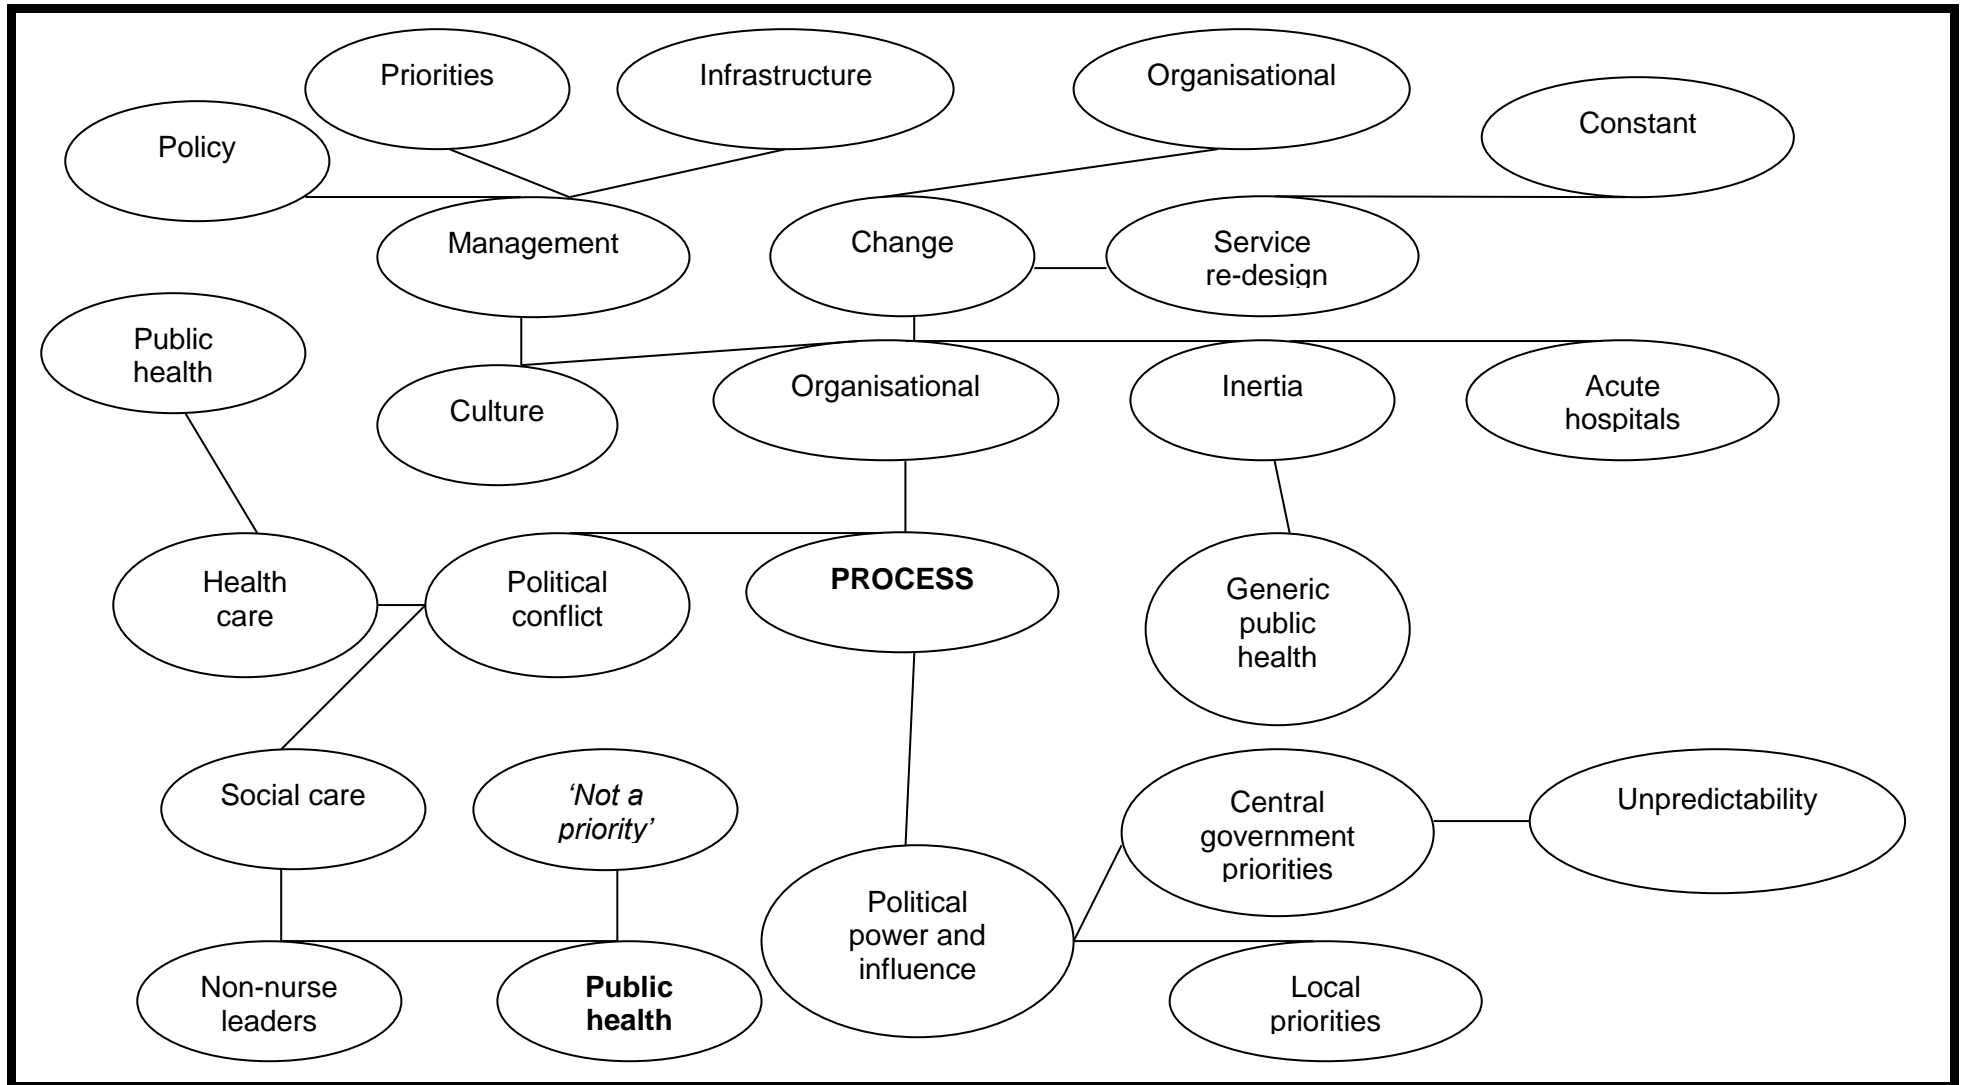 Priorities
Infrastructure
Organisational
Constant
Policy
Management
Change
Service
re-design
Public
health
Culture
Organisational
Inertia
Acute
hospitals
Health
care
Political
conflict
PROCESS
Generic
public
health
Social care
‘Not a
priority’
Central
government
priorities
Unpredictability
Political
power and
influence
Non-nurse
leaders
Public
health
Local
priorities